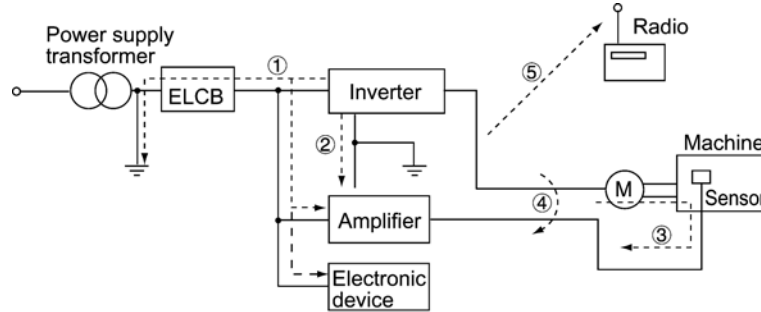 Power supply
transformer
ELCB
①
Inverter
②
⑤
Radio
Machine
M
Sensor
④
Amplifier
③
Electronic
device